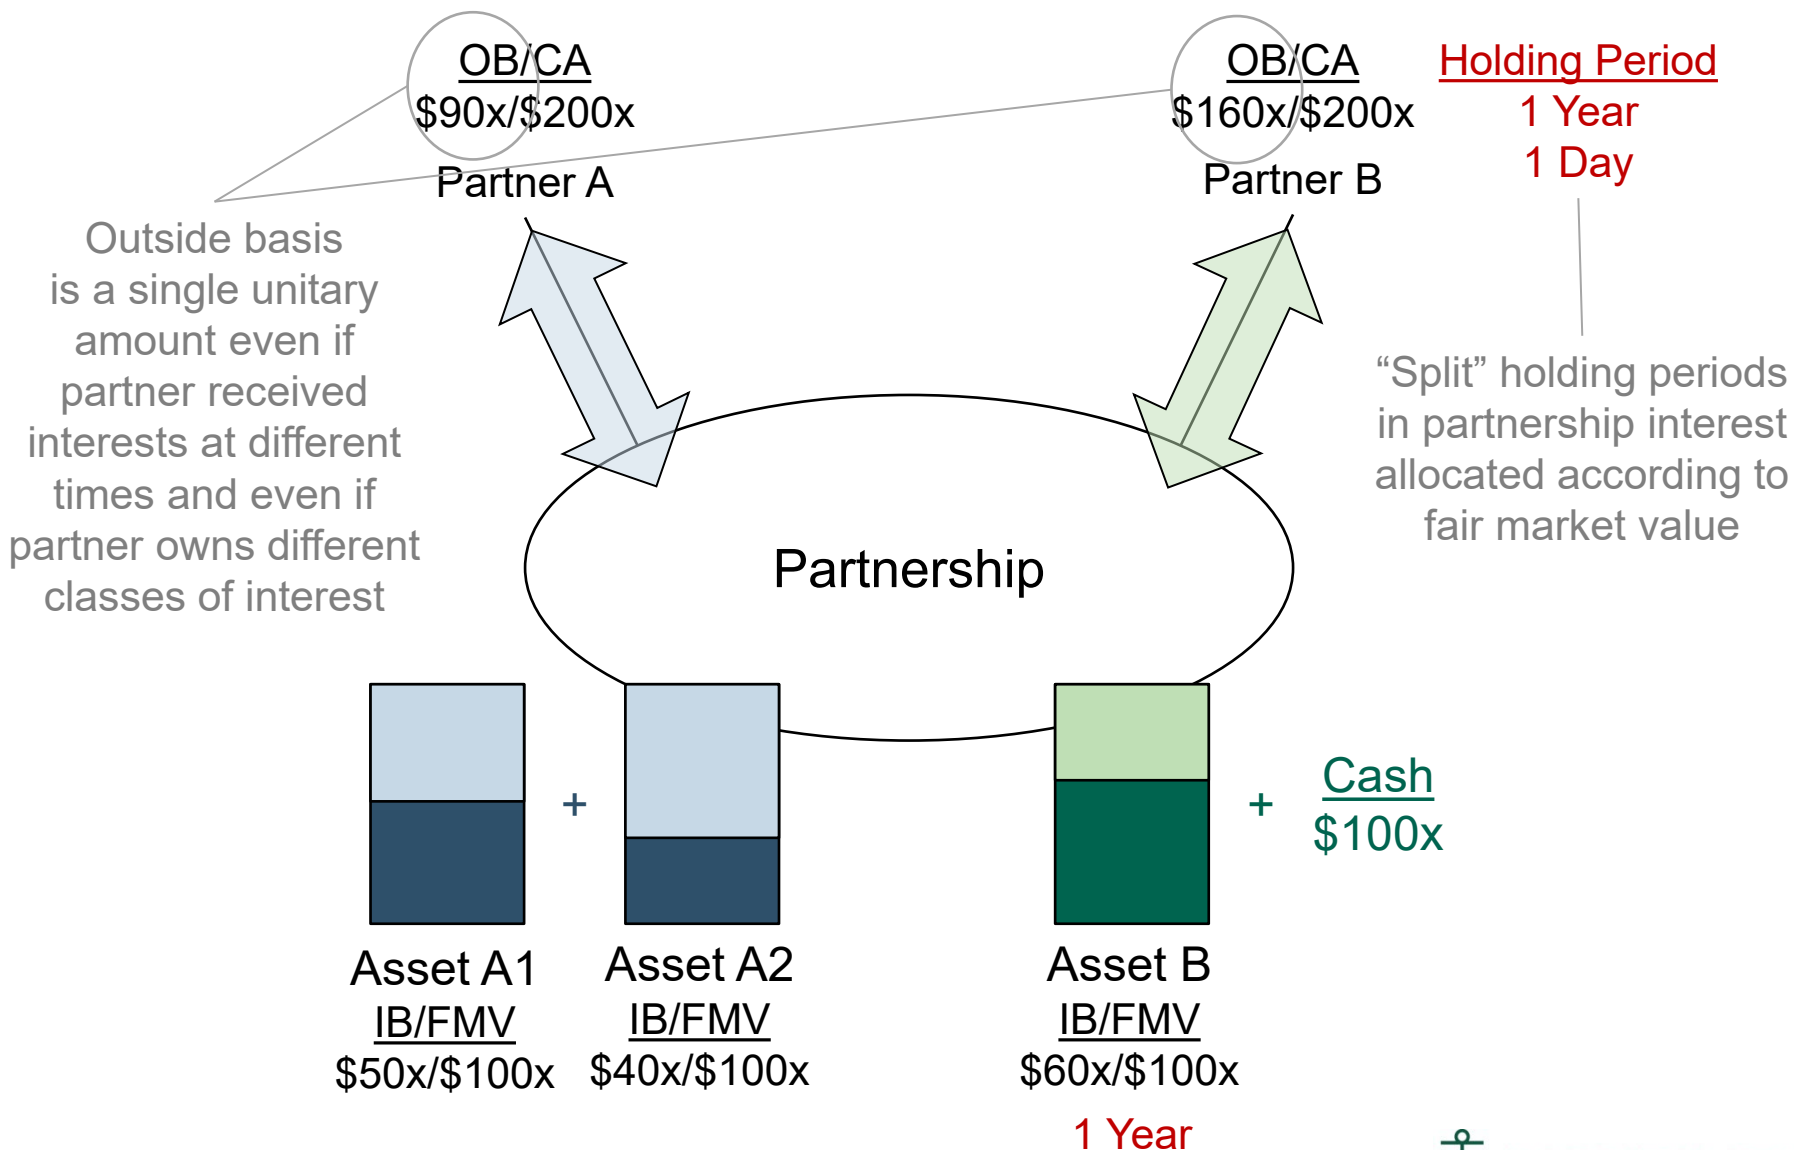 OB/CA
$90x/$200x
Partner A
OB/CA
$160x/$200x
Partner B
Holding Period
1 Year
1 Day
Outside basis
is a single unitary
amount even if
partner received
interests at different
times and even if
partner owns different
classes of interest
“Split” holding periods
in partnership interest
allocated according to
fair market value
Partnership
+
+
Cash
$100x
Asset A1
IB/FMV
$50x/$100x
Asset A2
IB/FMV
$40x/$100x
Asset B
IB/FMV
$60x/$100x
1 Year